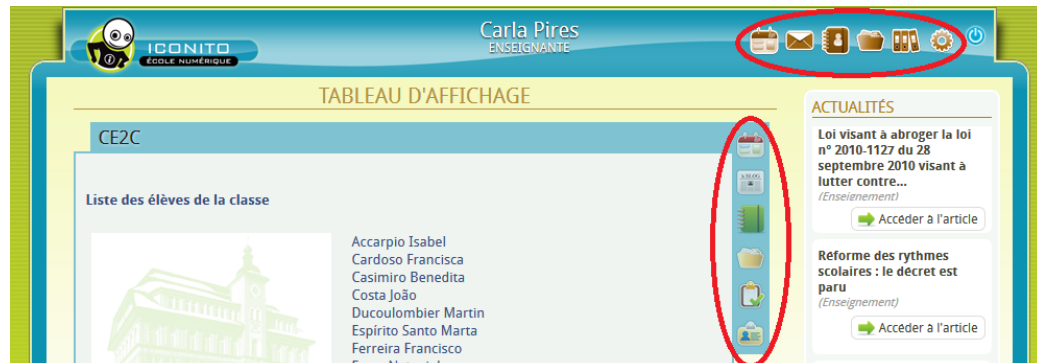 ICONITO
ÉCOLE NUMÉRIQUE
Carla Pires
ENSEIGNANTE
TABLEAU D'AFFICHAGE
CE2C
Liste des élèves de la classe
Accarpio Isabel
Cardoso Francisca
Casimiro Benedita
Costa João
Ducoulombier Martin
Espírito Santo Marta
Ferreira Francisco
ACTUALITÉS
Loi visant à abroger la loi
n° 2010-1127 du 28
septembre 2010 visant à
lutter contre...
(Enseignement)
Accéder à l'article
Réforme des rythmes
scolaires : le décret est
paru
(Enseignement)
Accéder à l'article